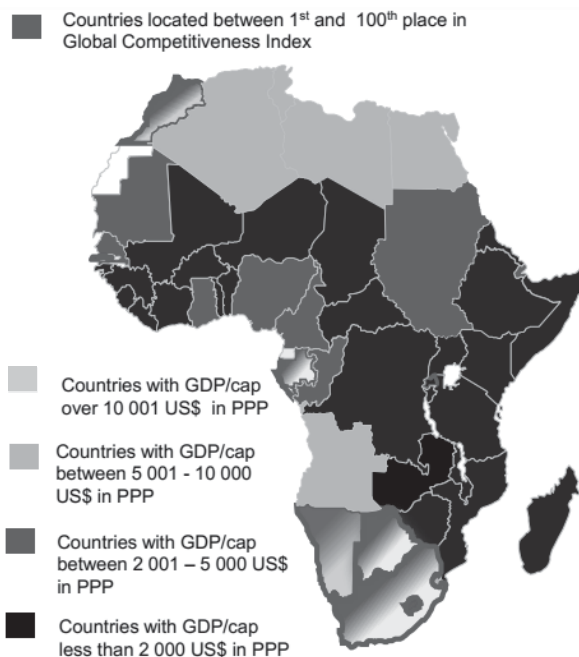 Countries located between 1st and 100th place in
Global Competitiveness Index
Countries with GDP/cap
over 10 001 US$ in PPP
Countries with GDP/cap
between 5 001 - 10 000
US$ in PPP
Countries with GDP/cap
between 2 001 – 5 000 US$
in PPP
Countries with GDP/cap
less than 2 000 US$ in PPP